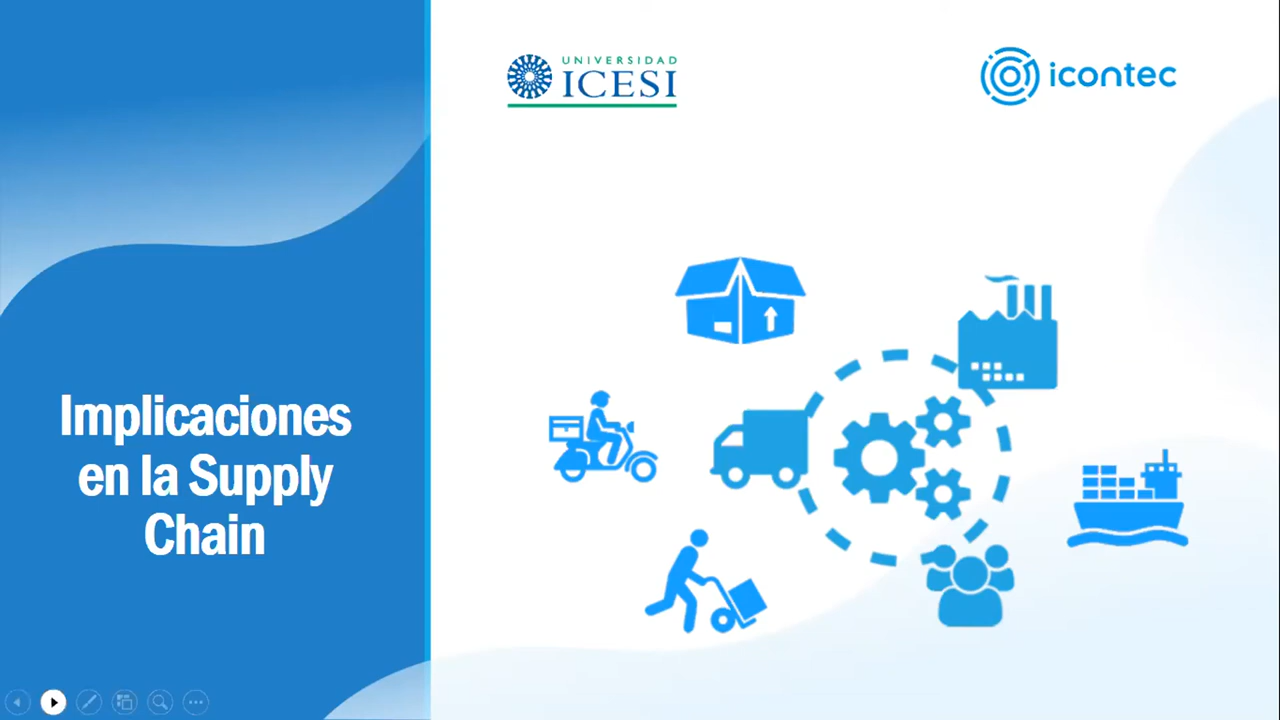 UNIVERSIDAD
ICESI
icontec
Implicaciones
en la Supply
Chain